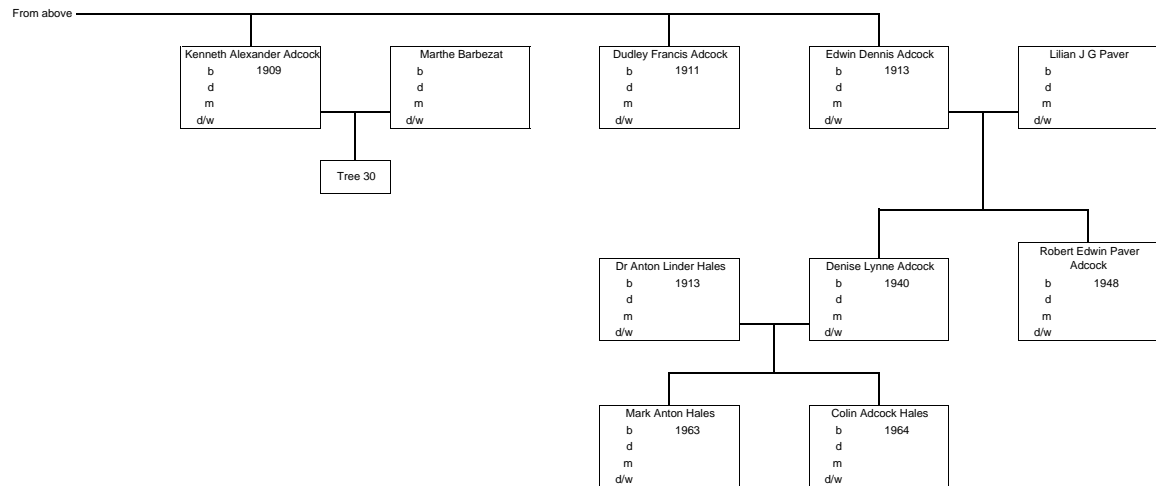 From above
Kenneth Alexander Adcock
b 1909
d
m
d/w
Marthe Barbezat
b
d
m
d/w
Dudley Francis Adcock
b 1911
d
m
d/w
Edwin Dennis Adcock
b 1913
d
m
d/w
Lilian J G Paver
b
d
m
d/w
Tree 30
Dr Anton Linder Hales
b 1913
d
m
d/w
Denise Lynne Adcock
b 1940
d
m
d/w
Robert Edwin Paver
Adcock
b 1948
d
m
d/w
Mark Anton Hales
b 1963
d
m
d/w
Colin Adcock Hales
b 1964
d
m
d/w